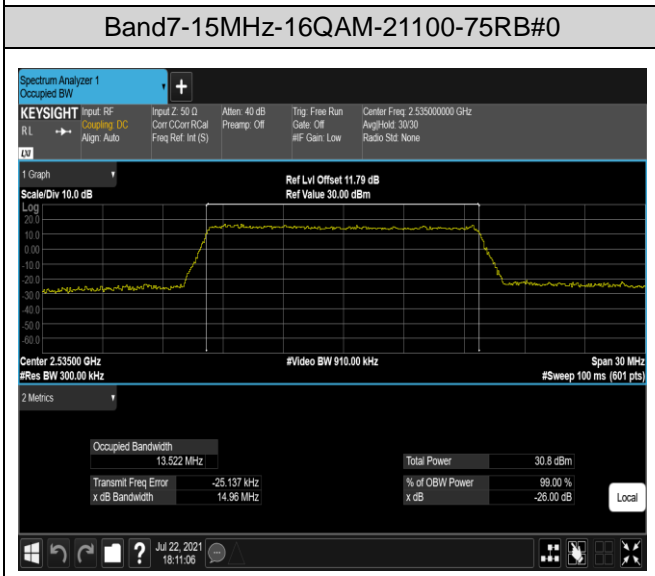 Band7-15MHz-16QAM-21100-75RB#0
Spectrum Analyzer 1
Occupied BW
+
KEYSIGHT
RL
LXI
Input: RF
Coupling: DC
Align: Auto
Input Z: 50 Ω
Corr CCorr RCal
Freq Ref: Int (S)
Atten: 40 dB
Preamp: Off
Trig: Free Run
Gate: Off
#IF Gain: Low
Center Freq: 2.535000000 GHz
Avg|Hold: 30/30
Radio Std: None
1 Graph
Scale/Div 10.0 dB
Ref Lvl Offset 11.79 dB
Ref Value 30.00 dBm
Log
20.0
10.0
0.00
-10.0
-20.0
-30.0
-40.0
-50.0
-60.0
Center 2.53500 GHz
#Res BW 300.00 kHz
#Video BW 910.00 kHz
Span 30 MHz
#Sweep 100 ms (601 pts)
2 Metrics
Occupied Bandwidth
13.522 MHz
Transmit Freq Error -25.137 kHz
x dB Bandwidth 14.96 MHz
Total Power 30.8 dBm
% of OBW Power 99.00 %
x dB -26.00 dB
Local
?
Jul 22, 2021
18:11:06